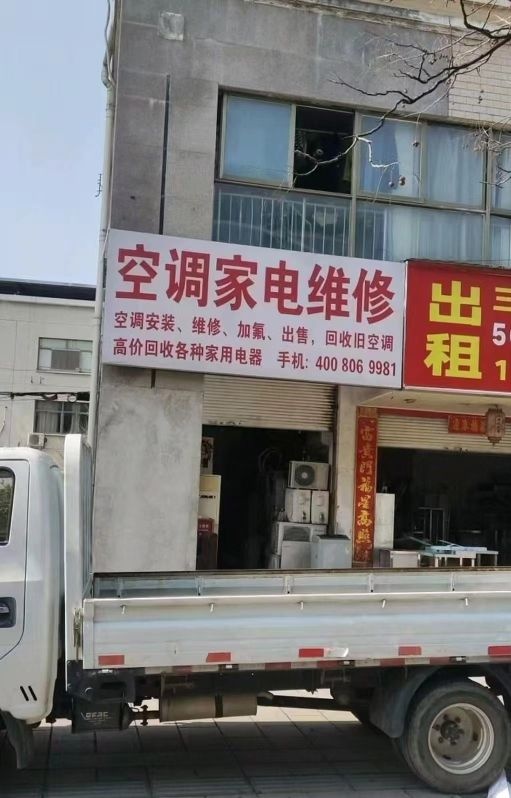 空调家电维修
空调安装、维修、加氟、出售，回收旧空调
高价回收各种家用电器 手机: 400 806 9981
出
租